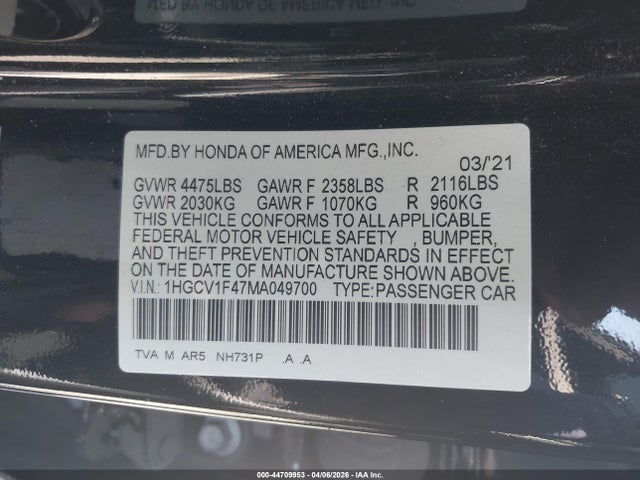 MFD.BY HONDA OF AMERICA MFG.,INC.
03/'21
GVWR 4475LBS GAWR F 2358LBS R 2116LBS
GVWR 2030KG GAWR F 1070KG R 960KG
THIS VEHICLE CONFORMS TO ALL APPLICABLE
FEDERAL MOTOR VEHICLE SAFETY , BUMPER,
AND THEFT PREVENTION STANDARDS IN EFFECT
ON THE DATE OF MANUFACTURE SHOWN ABOVE.
V.I.N.: 1HGCV1F47MA049700 TYPE:PASSENGER CAR
TVA M AR5 NH731P .A .A
000-44709953 - 04/06/2026 - IAA Inc.